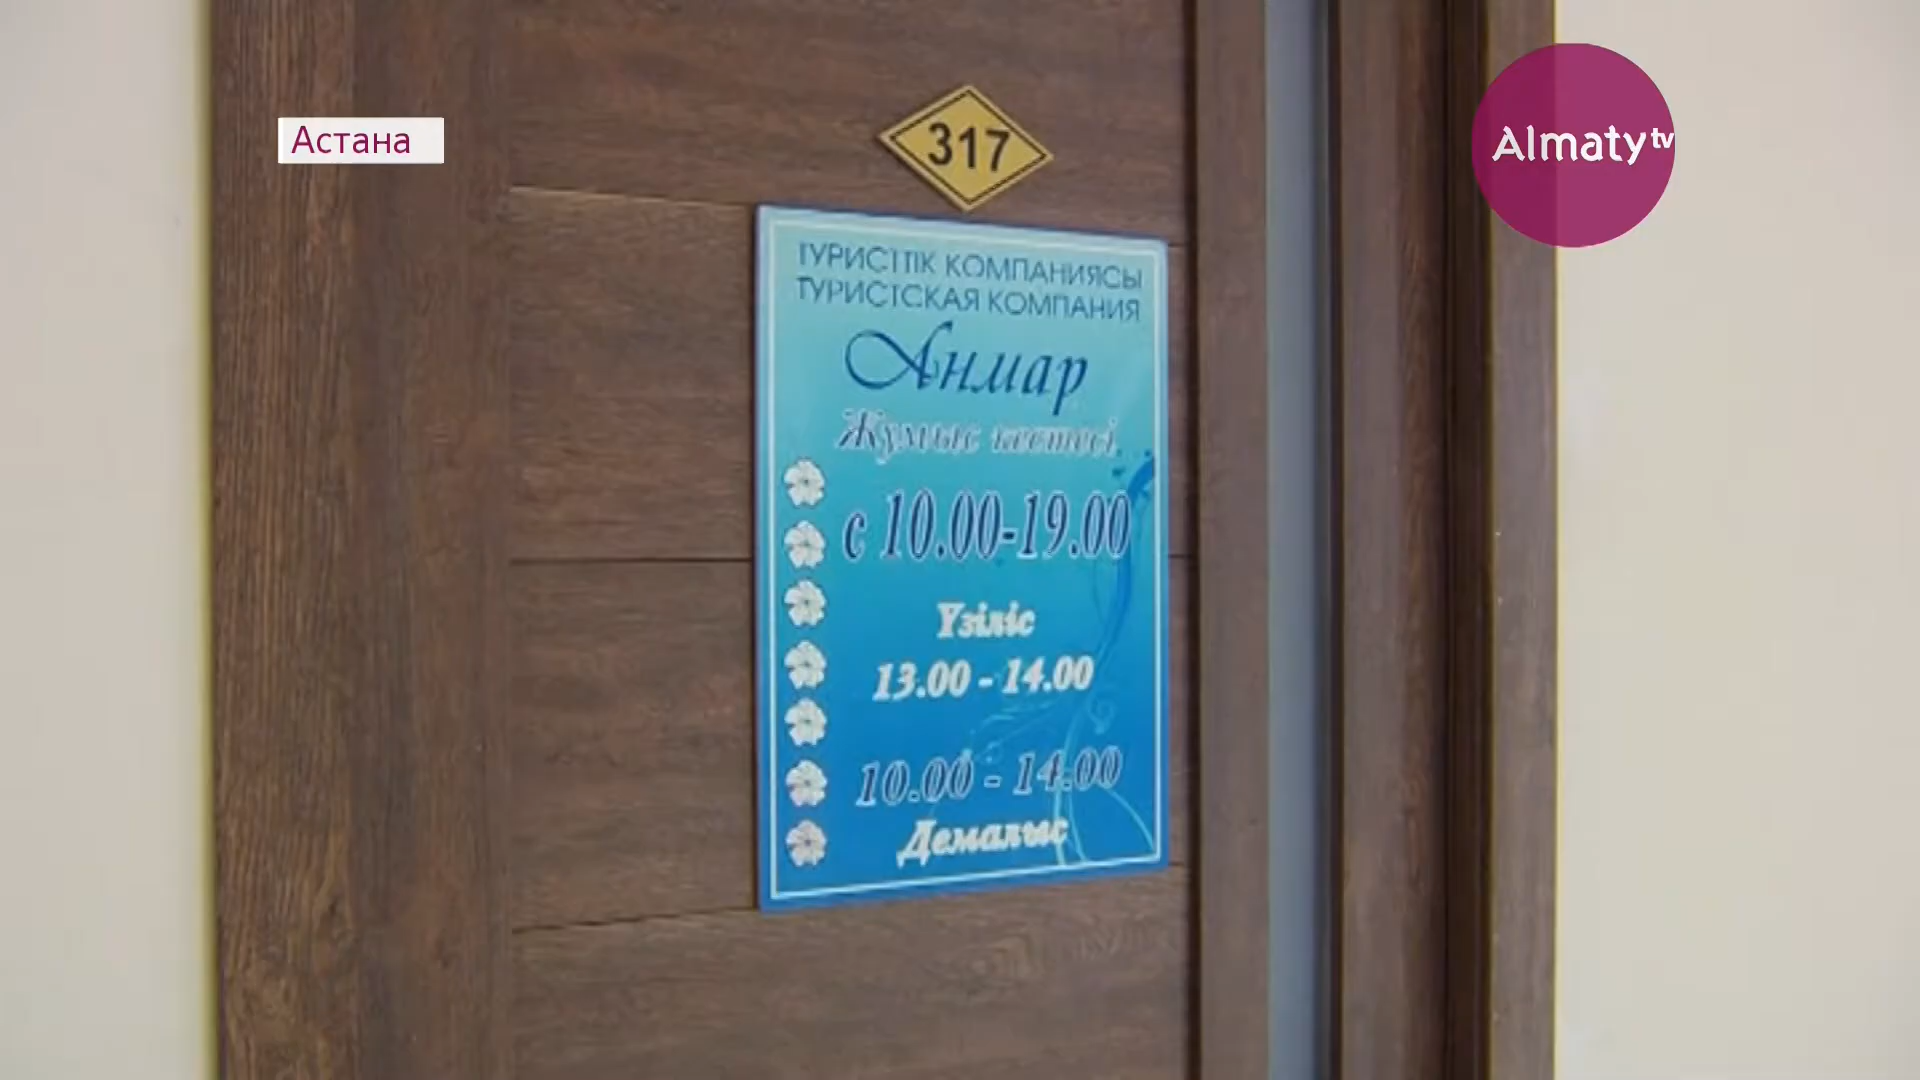 Астана
Almaty tv
317
ТУРИСТІК КОМПАНИЯСЫ
ТУРИСТСКАЯ КОМПАНИЯ
Анмар
Жұмыс кестесі
с 10.00-19.00
Үзіліс
13.00 - 14.00
10.00 - 14.00
Демалыс